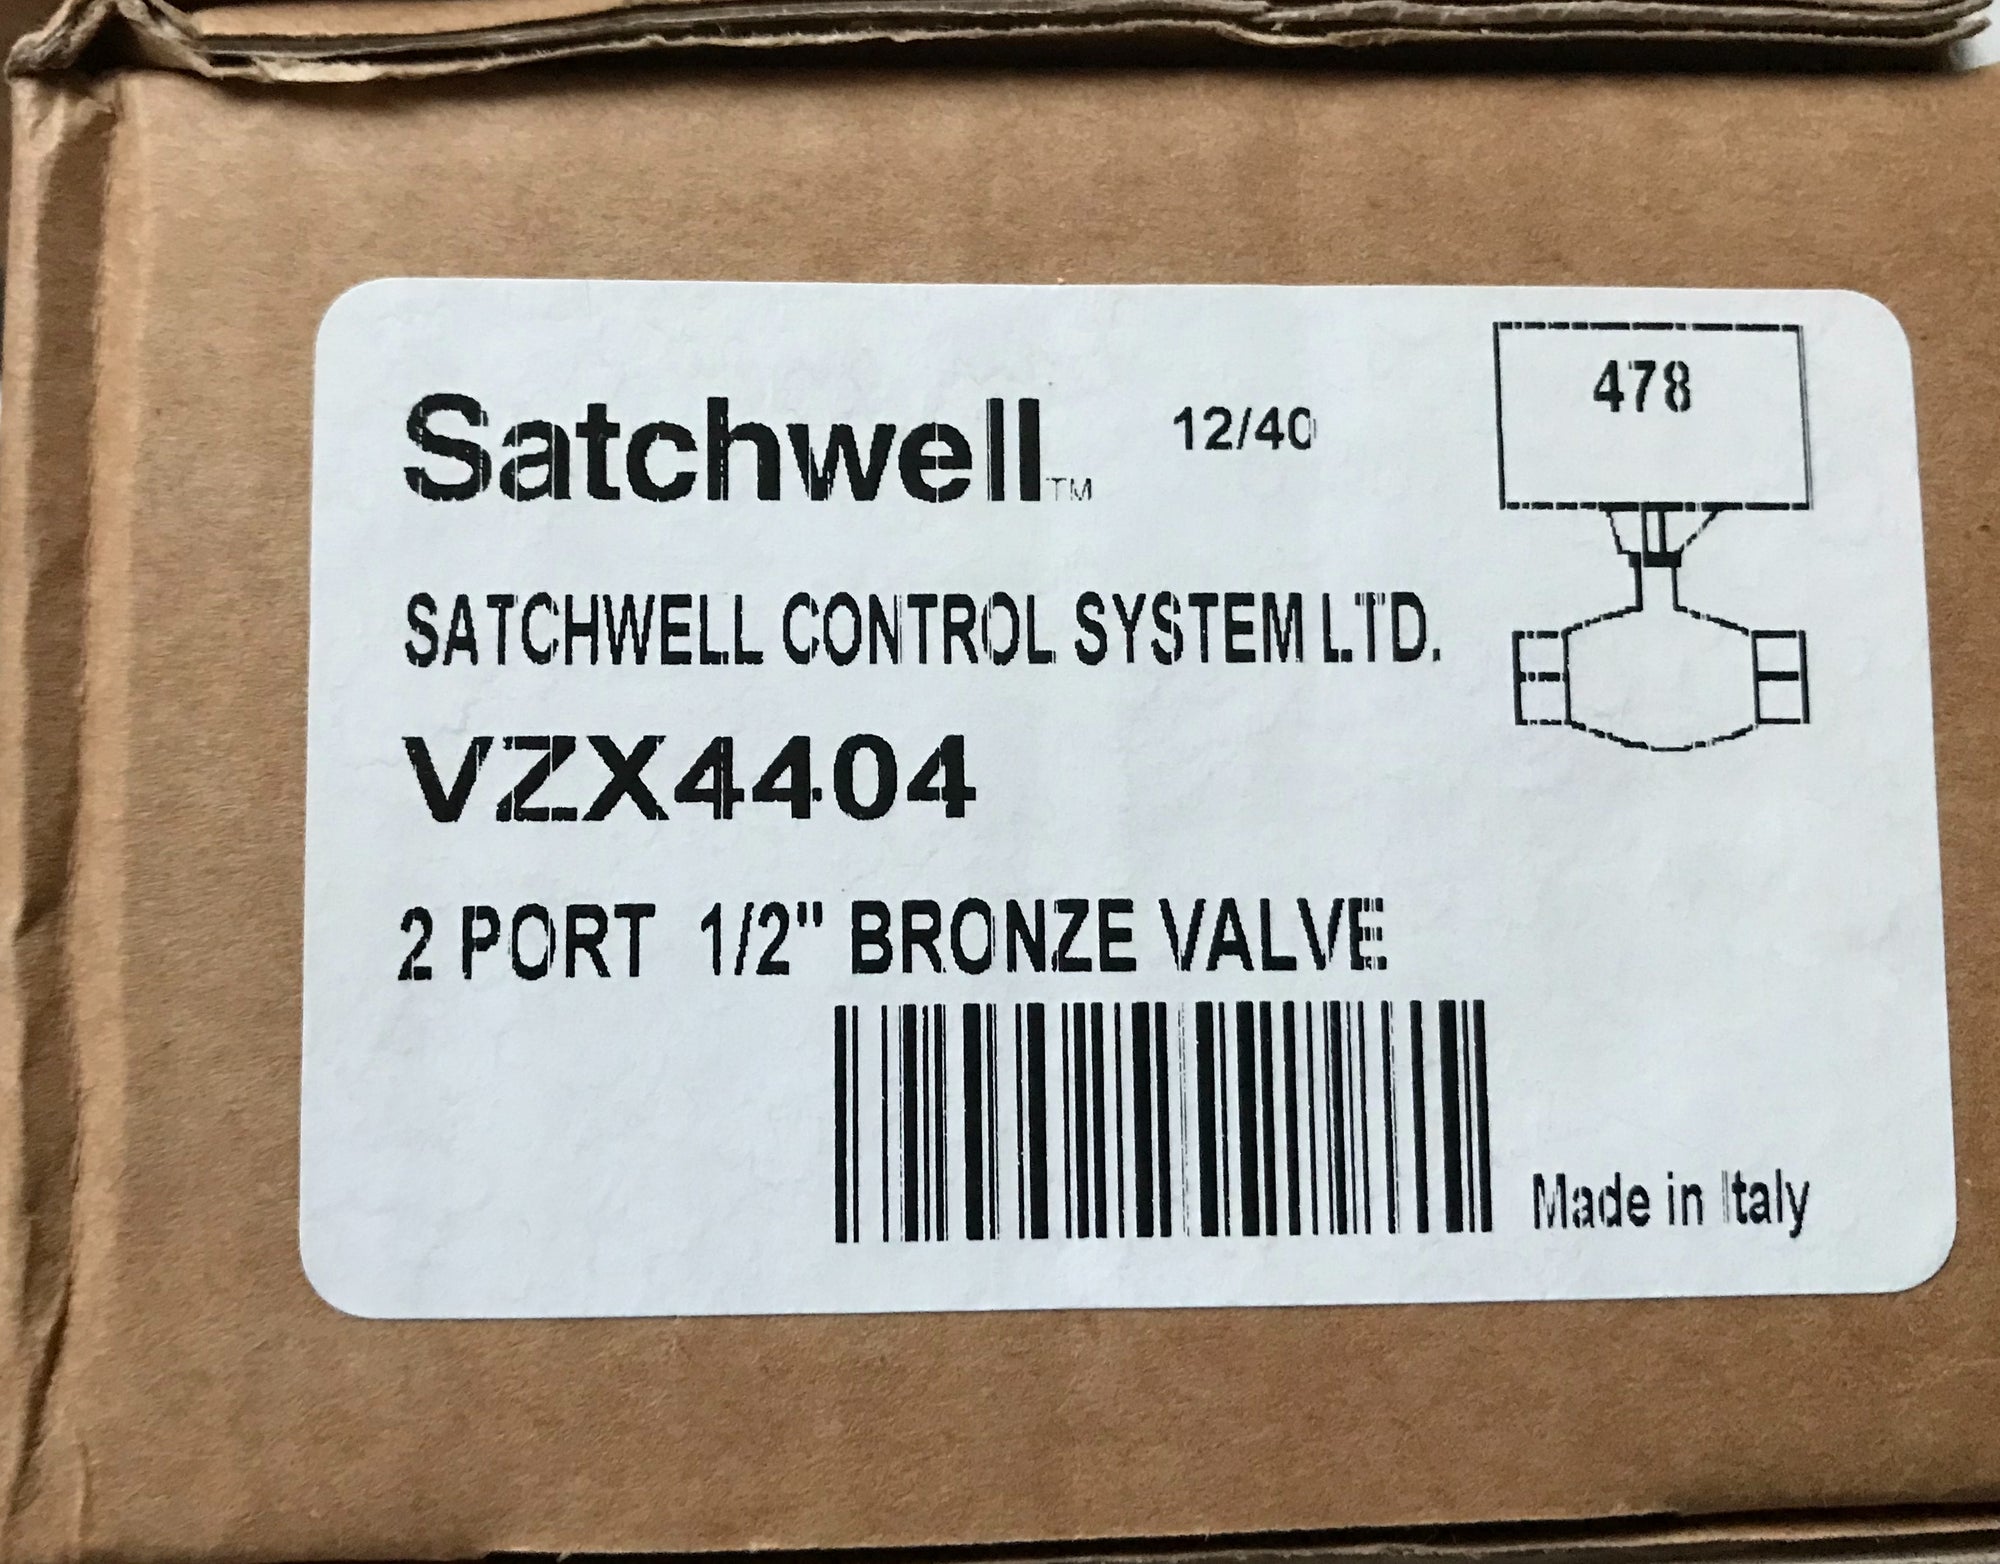 Satchwell™ 12/40
478
SATCHWELL CONTROL SYSTEM LTD.
VZX4404
2 PORT 1/2" BRONZE VALVE
Made in Italy